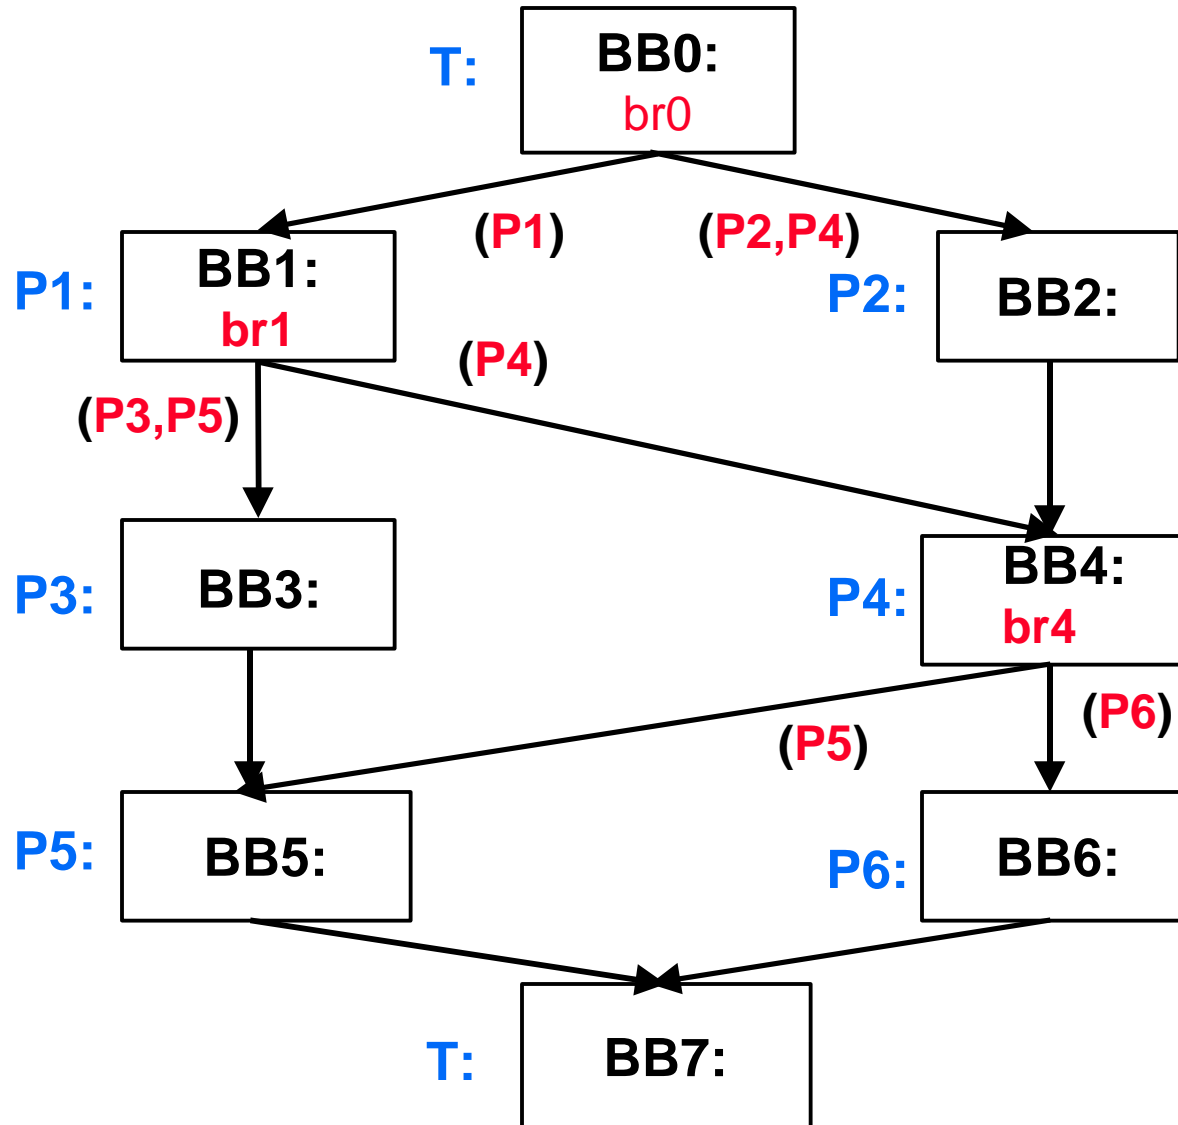 T:
BB0:
br0
(P1)
(P2,P4)
P1:
BB1:
br1
P2:
BB2:
(P4)
(P3,P5)
P3:
BB3:
P4:
BB4:
br4
(P5)
(P6)
P5:
BB5:
P6:
BB6:
T:
BB7: